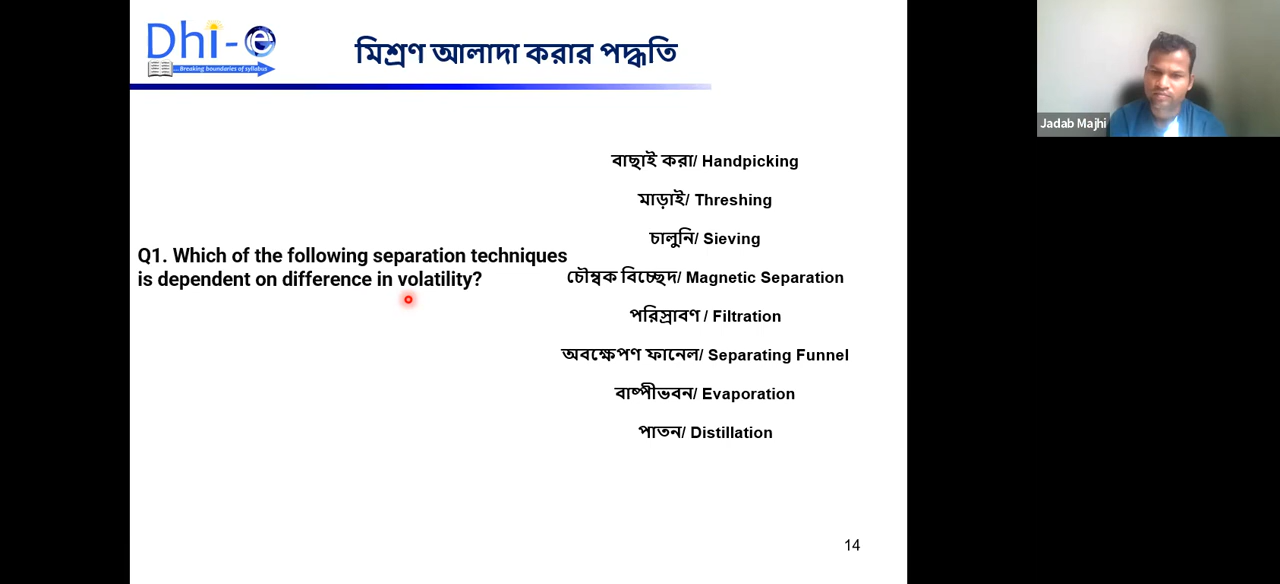 Dhi-e
...Breaking boundaries of syllabus
মিশ্রণ আলাদা করার পদ্ধতি
Jadab Majhi
Q1. Which of the following separation techniques
is dependent on difference in volatility?
বাছাই করা/ Handpicking
মাড়াই/ Threshing
চালুনি/ Sieving
চৌম্বক বিচ্ছেদ/ Magnetic Separation
পরিস্রাবণ / Filtration
অবক্ষেপণ ফানেল/ Separating Funnel
বাষ্পীভবন/ Evaporation
পাতন/ Distillation
14